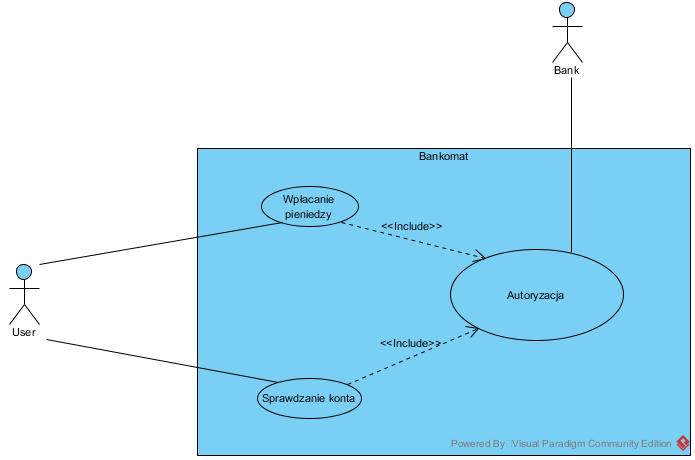 Bank
Bankomat
Wpłacanie
pieniedzy
<<Include>>
Autoryzacja
User
<<Include>>
Sprawdzanie konta
Powered By Visual Paradigm Community Edition